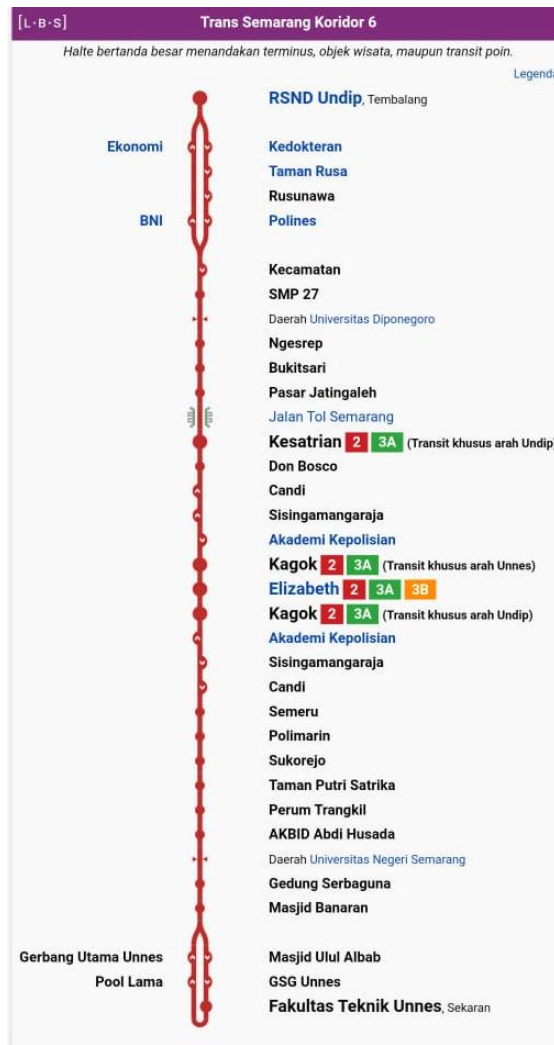 [L·B·S] Trans Semarang Koridor 6
Halte bertanda besar menandakan terminus, objek wisata, maupun transit poin.
Legenda
RSND Undip, Tembalang
Ekonomi Kedokteran
Taman Rusa
Rusunawa
BNI Polines
Kecamatan
SMP 27
Daerah Universitas Diponegoro
Ngesrep
Bukitsari
Pasar Jatingaleh
Jalan Tol Semarang
Kesatrian 2 3A (Transit khusus arah Undip)
Don Bosco
Candi
Sisingamangaraja
Akademi Kepolisian
Kagok 2 3A (Transit khusus arah Unnes)
Elizabeth 2 3A 3B
Kagok 2 3A (Transit khusus arah Undip)
Akademi Kepolisian
Sisingamangaraja
Candi
Semeru
Polimarin
Sukorejo
Taman Putri Satrika
Perum Trangkil
AKBID Abdi Husada
Daerah Universitas Negeri Semarang
Gedung Serbaguna
Masjid Banaran
Gerbang Utama Unnes Masjid Ulul Albab
Pool Lama GSG Unnes
Fakultas Teknik Unnes, Sekaran